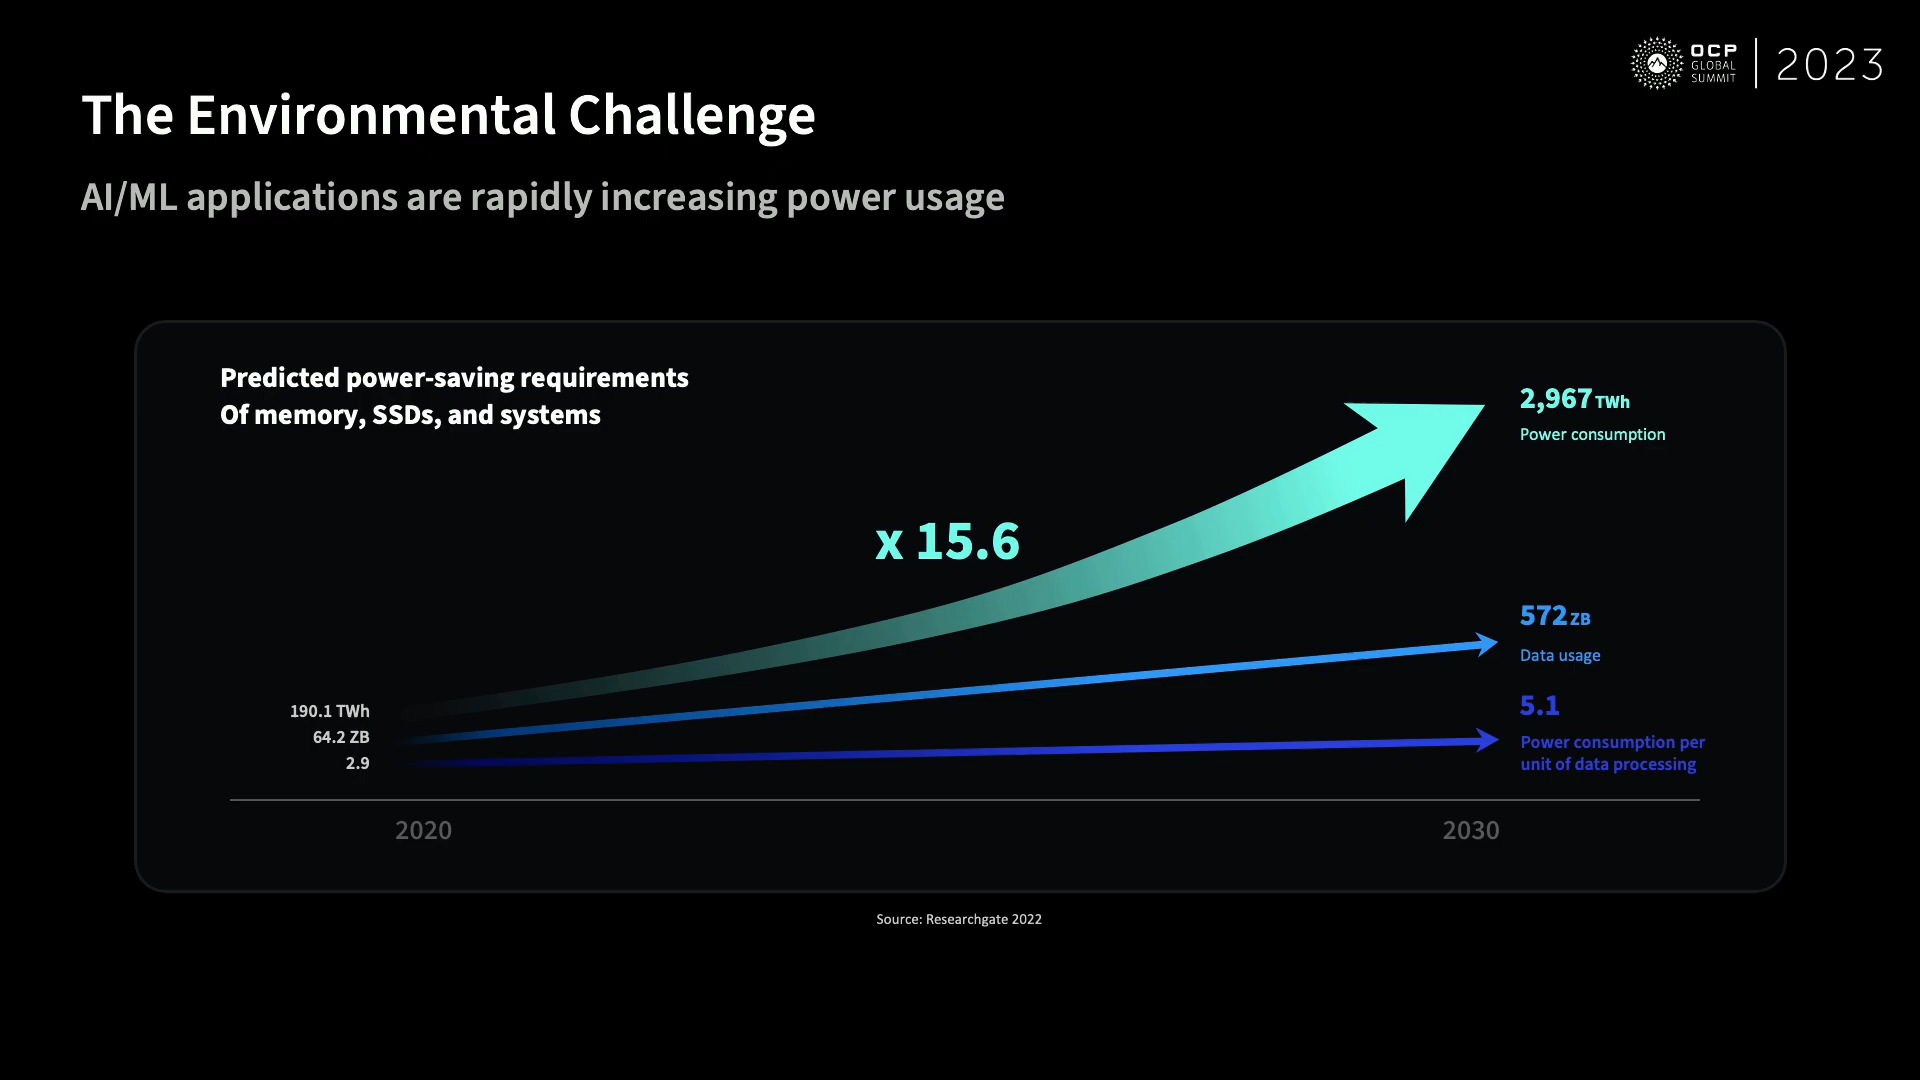 OCP
GLOBAL
SUMMIT
2023
The Environmental Challenge
AI/ML applications are rapidly increasing power usage
Predicted power-saving requirements
Of memory, SSDs, and systems
2,967 TWh
Power consumption
x 15.6
572 ZB
Data usage
190.1 TWh
64.2 ZB
2.9
5.1
Power consumption per
unit of data processing
2020
2030
Source: Researchgate 2022